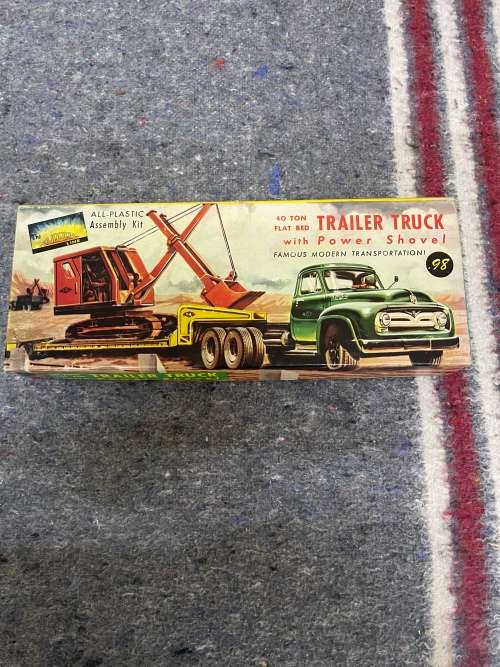 LINE
ALL-PLASTIC
Assembly Kit
40 TON
FLAT BED
TRAILER TRUCK
with Power Shovel
FAMOUS MODERN TRANSPORTATION!
.98
TRAILER TRUCK